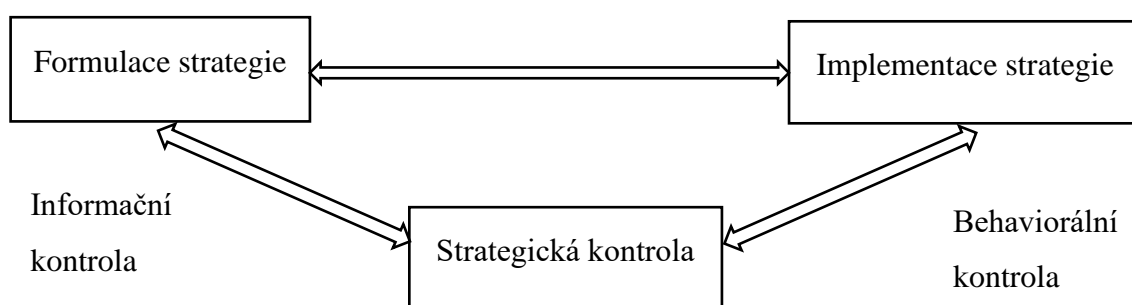 Formulace strategie
Implementace strategie
Informační
kontrola
Strategická kontrola
Behaviorální
kontrola